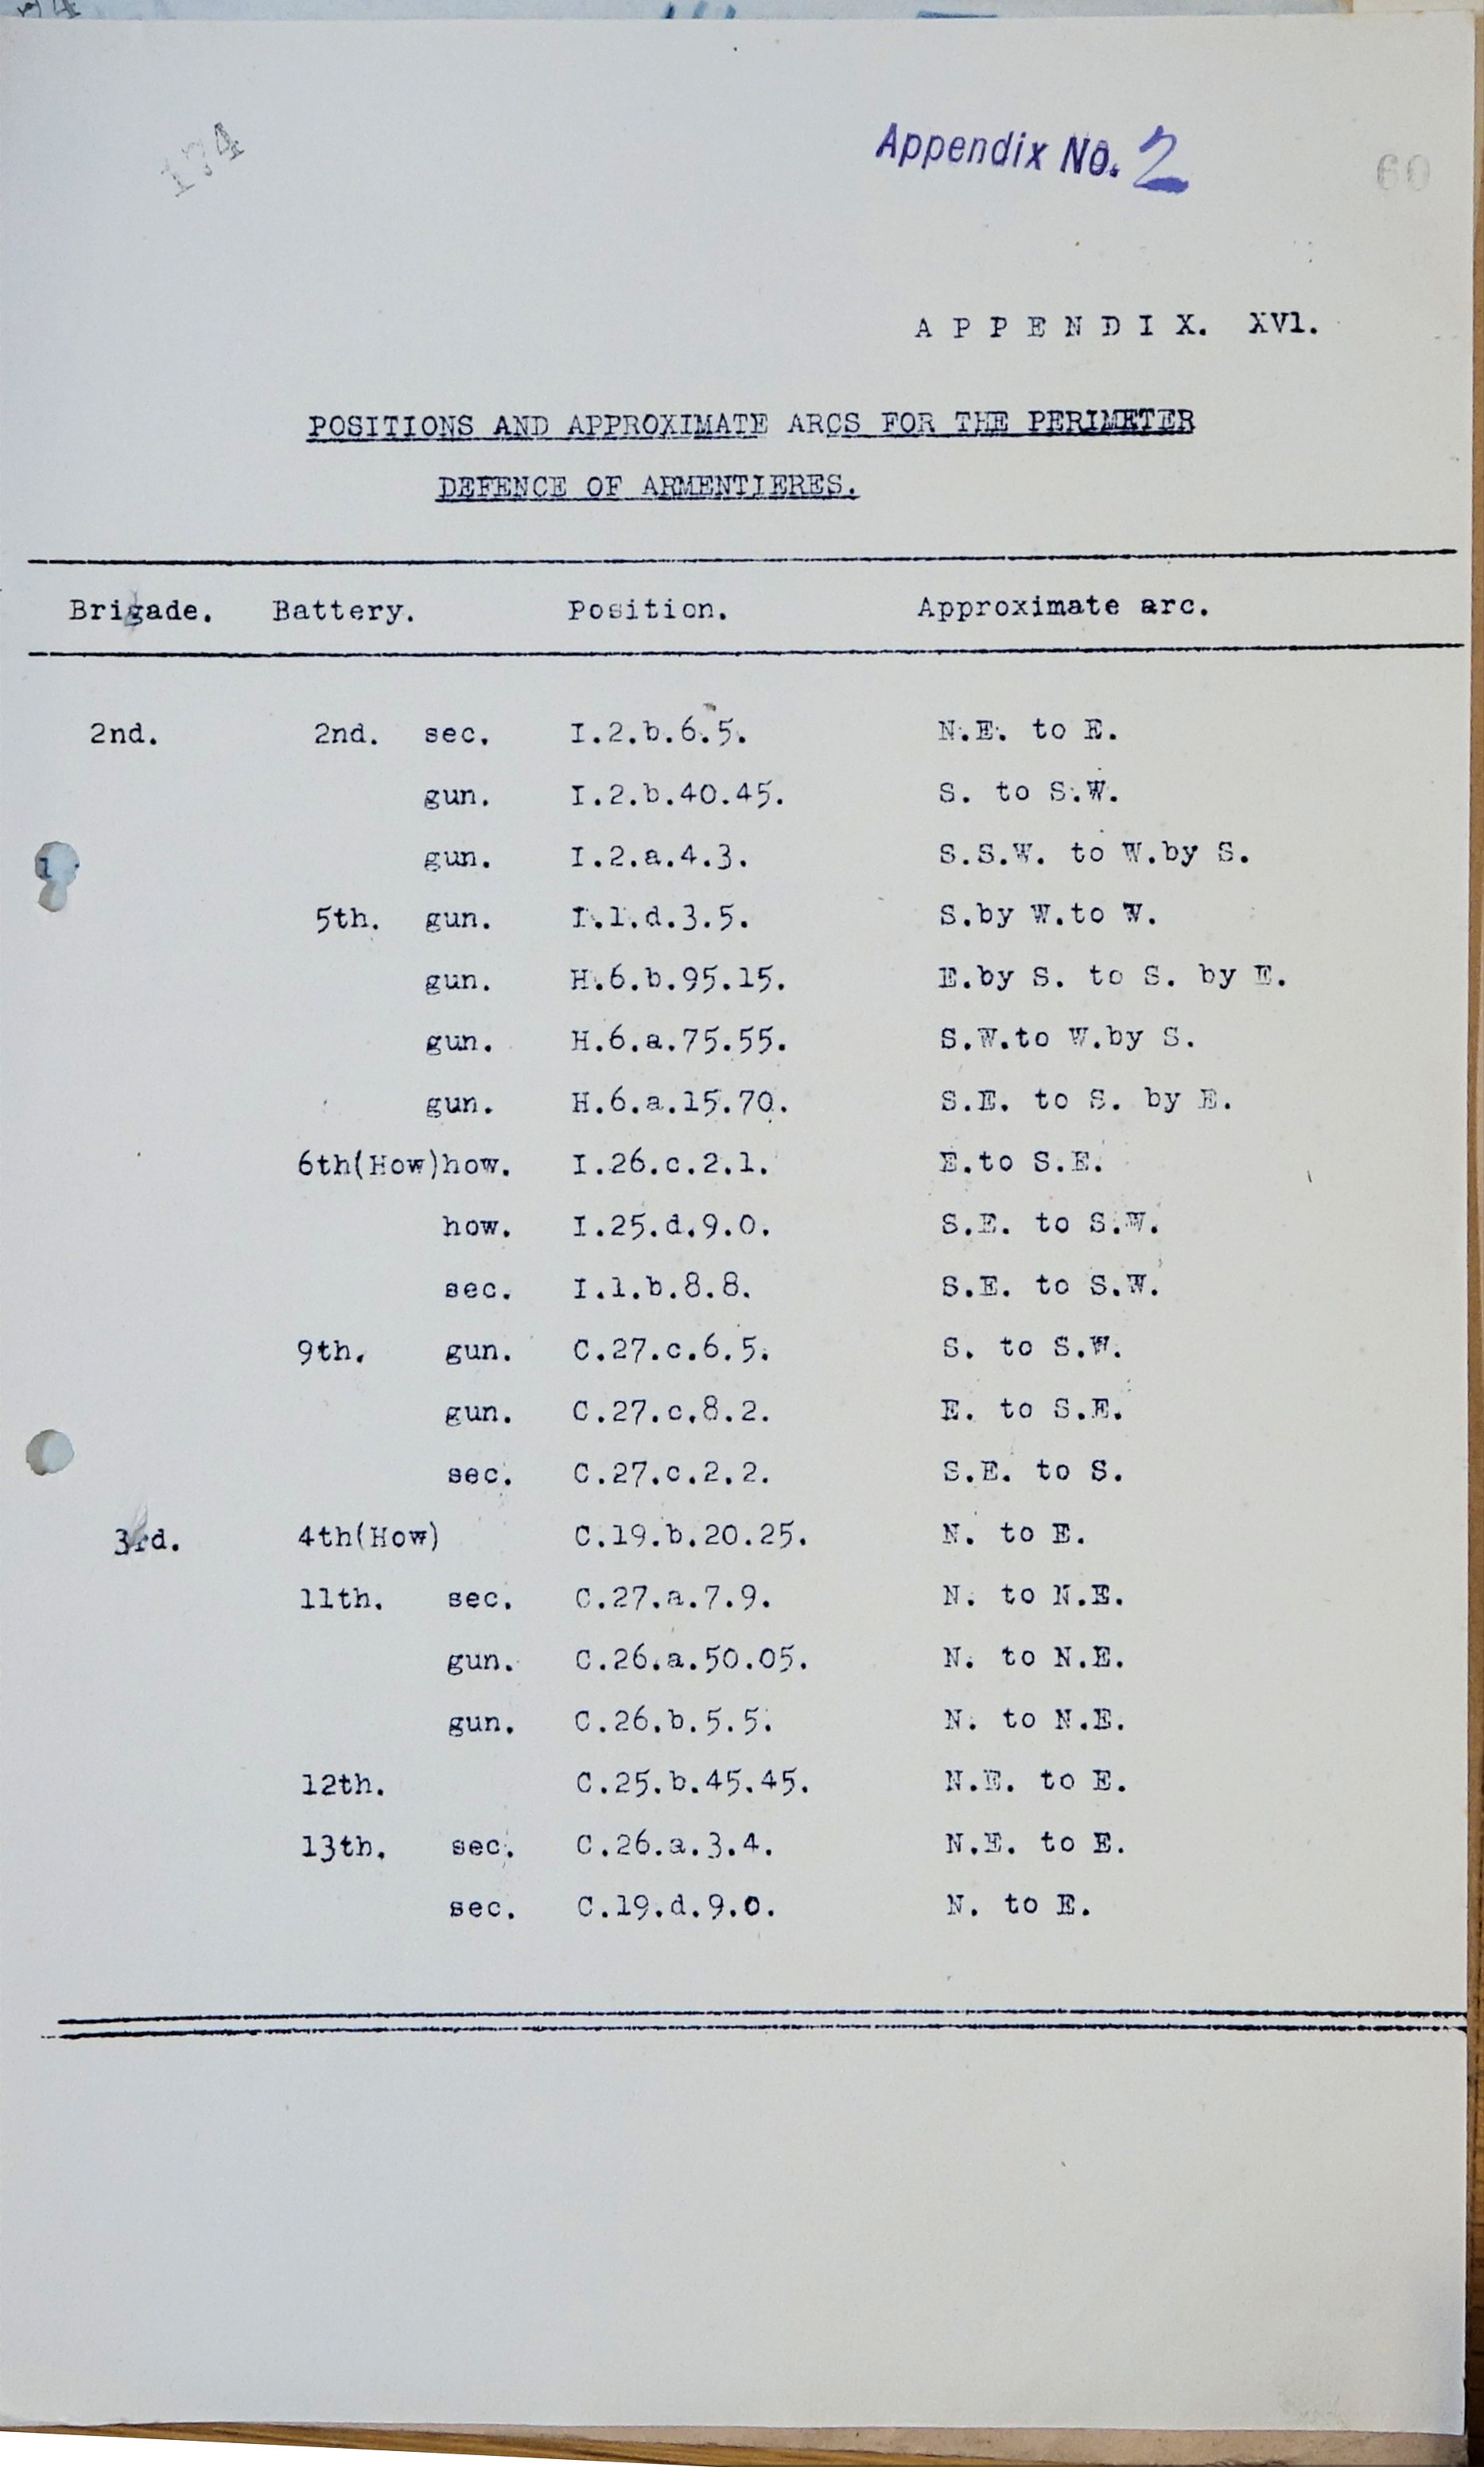 174
Appendix No. 2
60
A P P E N D I X. XVl.
POSITIONS AND APPROXIMATE ARCS FOR THE PERIMETER
DEFENCE OF ARMENTIERES.
Brigade. Battery. Position. Approximate arc.
2nd. 2nd. sec. I.2.b.6.5. N.E. to E.
gun. I.2.b.40.45. S. to S.W.
gun. I.2.a.4.3. S.S.W. to W.by S.
5th. gun. I.1.d.3.5. S.by W.to W.
gun. H.6.b.95.15. E.by S. to S. by E.
gun. H.6.a.75.55. S.W.to W.by S.
gun. H.6.a.15.70. S.E. to S. by E.
6th(How)how. I.26.c.2.1. E.to S.E.
how. I.25.d.9.0. S.E. to S.W.
sec. I.1.b.8.8. S.E. to S.W.
9th. gun. C.27.c.6.5. S. to S.W.
gun. C.27.c.8.2. E. to S.E.
sec. C.27.c.2.2. S.E. to S.
3rd. 4th(How) C.19.b.20.25. N. to E.
11th. sec. C.27.a.7.9. N. to N.E.
gun. C.26.a.50.05. N. to N.E.
gun. C.26.b.5.5. N. to N.E.
12th. C.25.b.45.45. N.E. to E.
13th. sec. C.26.a.3.4. N.E. to E.
sec. C.19.d.9.0. N. to E.